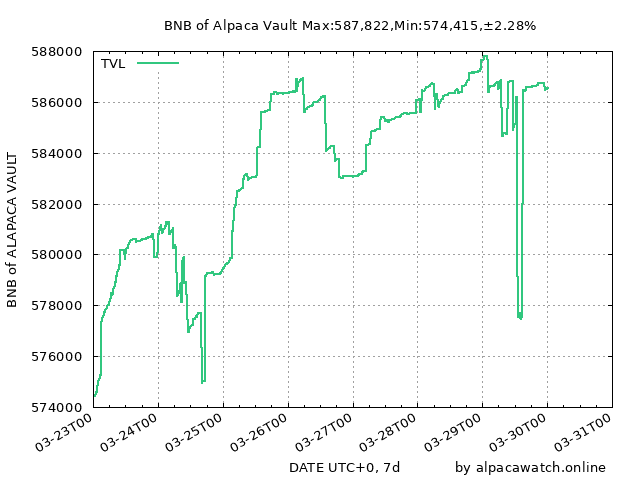 BNB of Alpaca Vault Max:587,822,Min:574,415,±2.28%
TVL
588000
586000
584000
582000
580000
578000
576000
574000
BNB of ALAPACA VAULT
03-23T00
03-24T00
03-25T00
03-26T00
03-27T00
03-28T00
03-29T00
03-30T00
03-31T00
DATE UTC+0, 7d
by alpacawatch.online